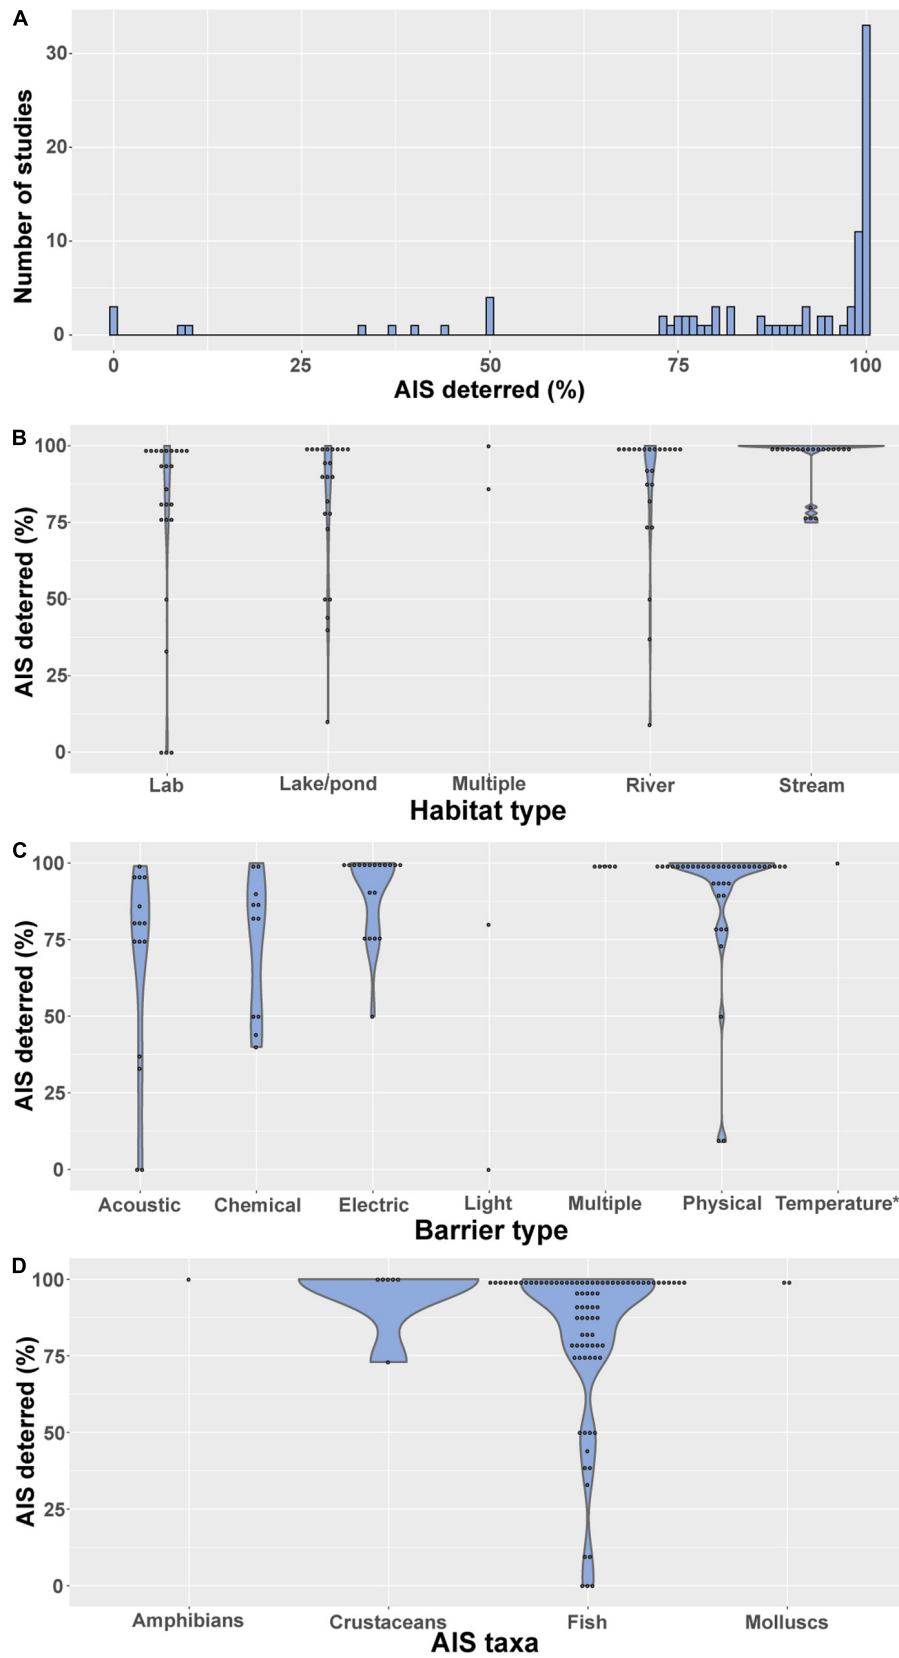 A
Number of studies
30
20
10
0
0 25 50 75 100
AIS deterred (%)
B
AIS deterred (%)
100
75
50
25
0
Lab Lake/pond Multiple River Stream
Habitat type
C
AIS deterred (%)
100
75
50
25
0
Acoustic Chemical Electric Light Multiple Physical Temperature*
Barrier type
D
AIS deterred (%)
100
75
50
25
0
Amphibians Crustaceans Fish Molluscs
AIS taxa